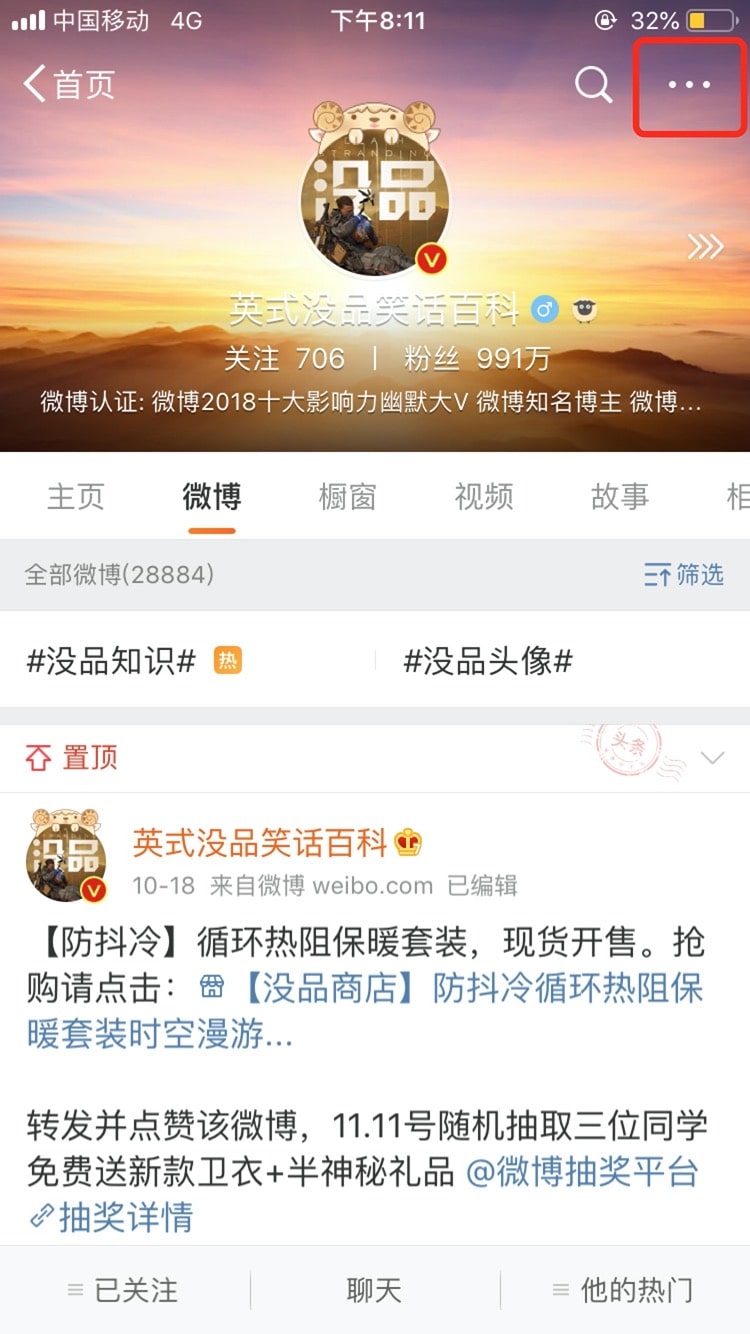 中国移动 4G 下午8:11 32%
首页
DEATH
STRANDING
没品
英式没品笑话百科
关注 706 | 粉丝 991万
微博认证: 微博2018十大影响力幽默大V 微博知名博主 微博...
主页 微博 橱窗 视频 故事 相
全部微博(28884) 筛选
#没品知识# 热 #没品头像#
置顶 头条
没品
英式没品笑话百科
10-18 来自微博 weibo.com 已编辑
【防抖冷】循环热阻保暖套装，现货开售。抢
购请点击：【没品商店】防抖冷循环热阻保
暖套装时空漫游...
转发并点赞该微博，11.11号随机抽取三位同学
免费送新款卫衣+半神秘礼品 @微博抽奖平台
抽奖详情
已关注 聊天 他的热门